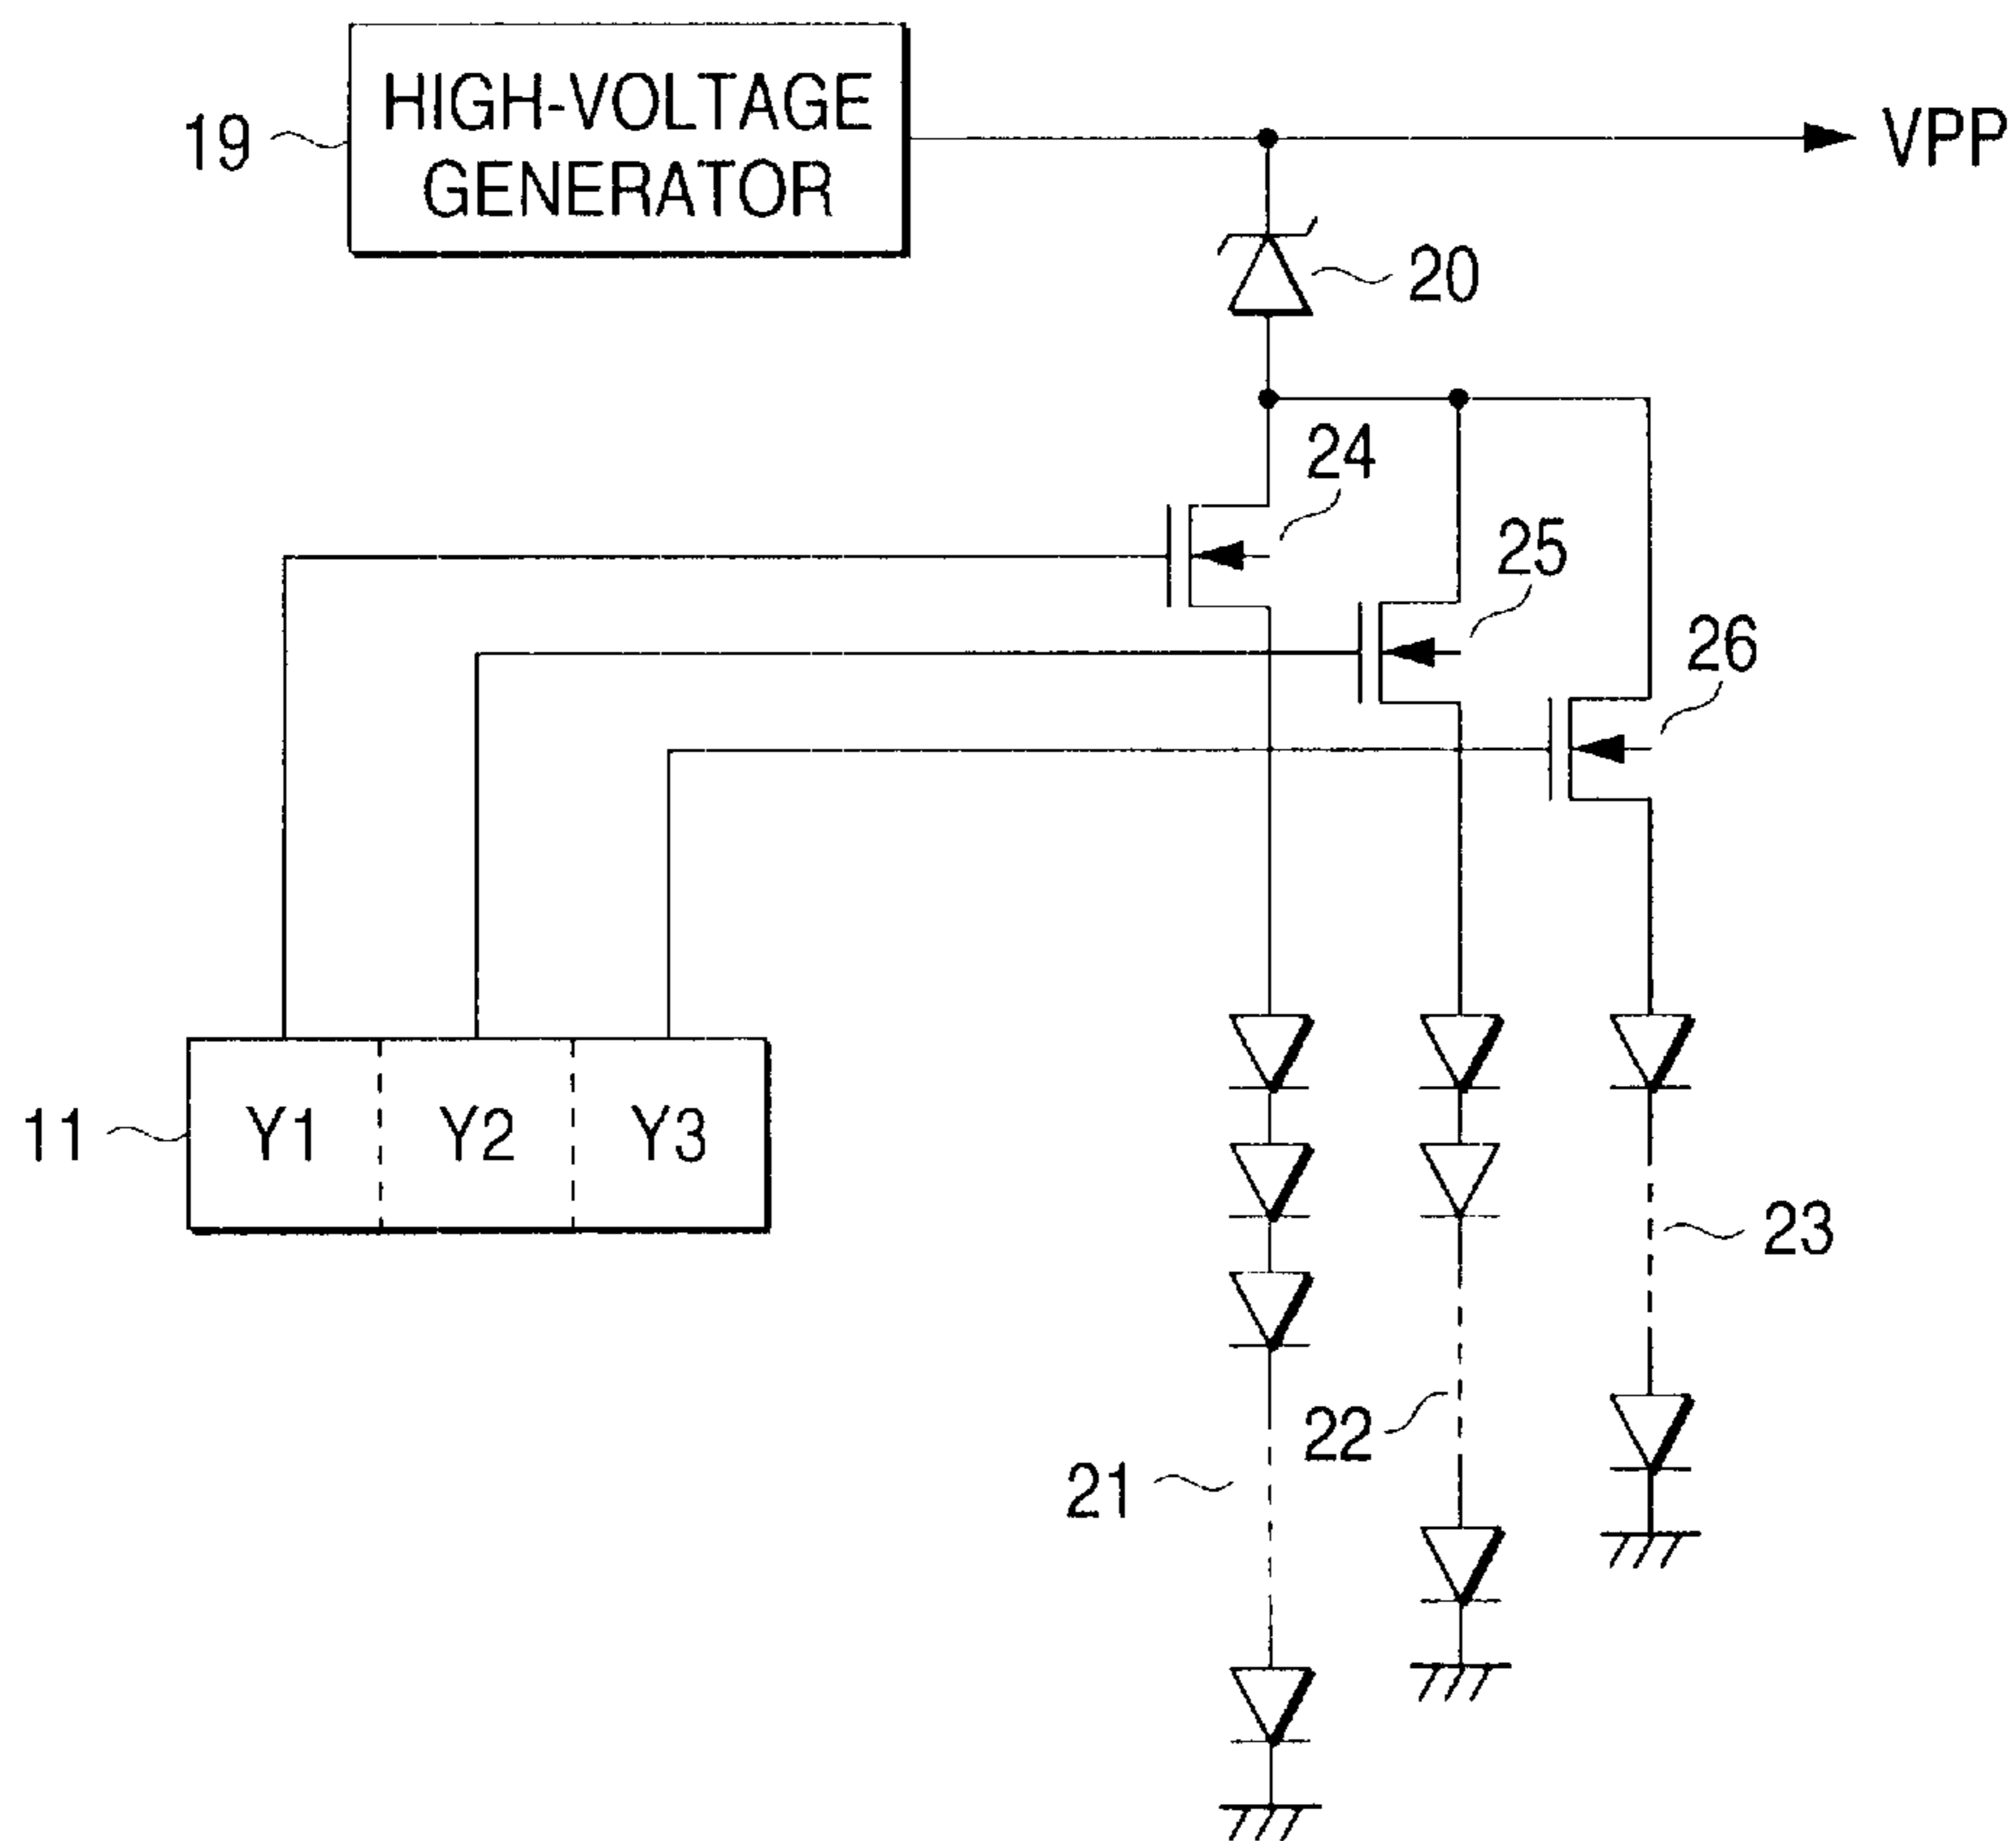 HIGH-VOLTAGE
GENERATOR
19
VPP
20
24
25
26
11
Y1
Y2
Y3
23
22
21